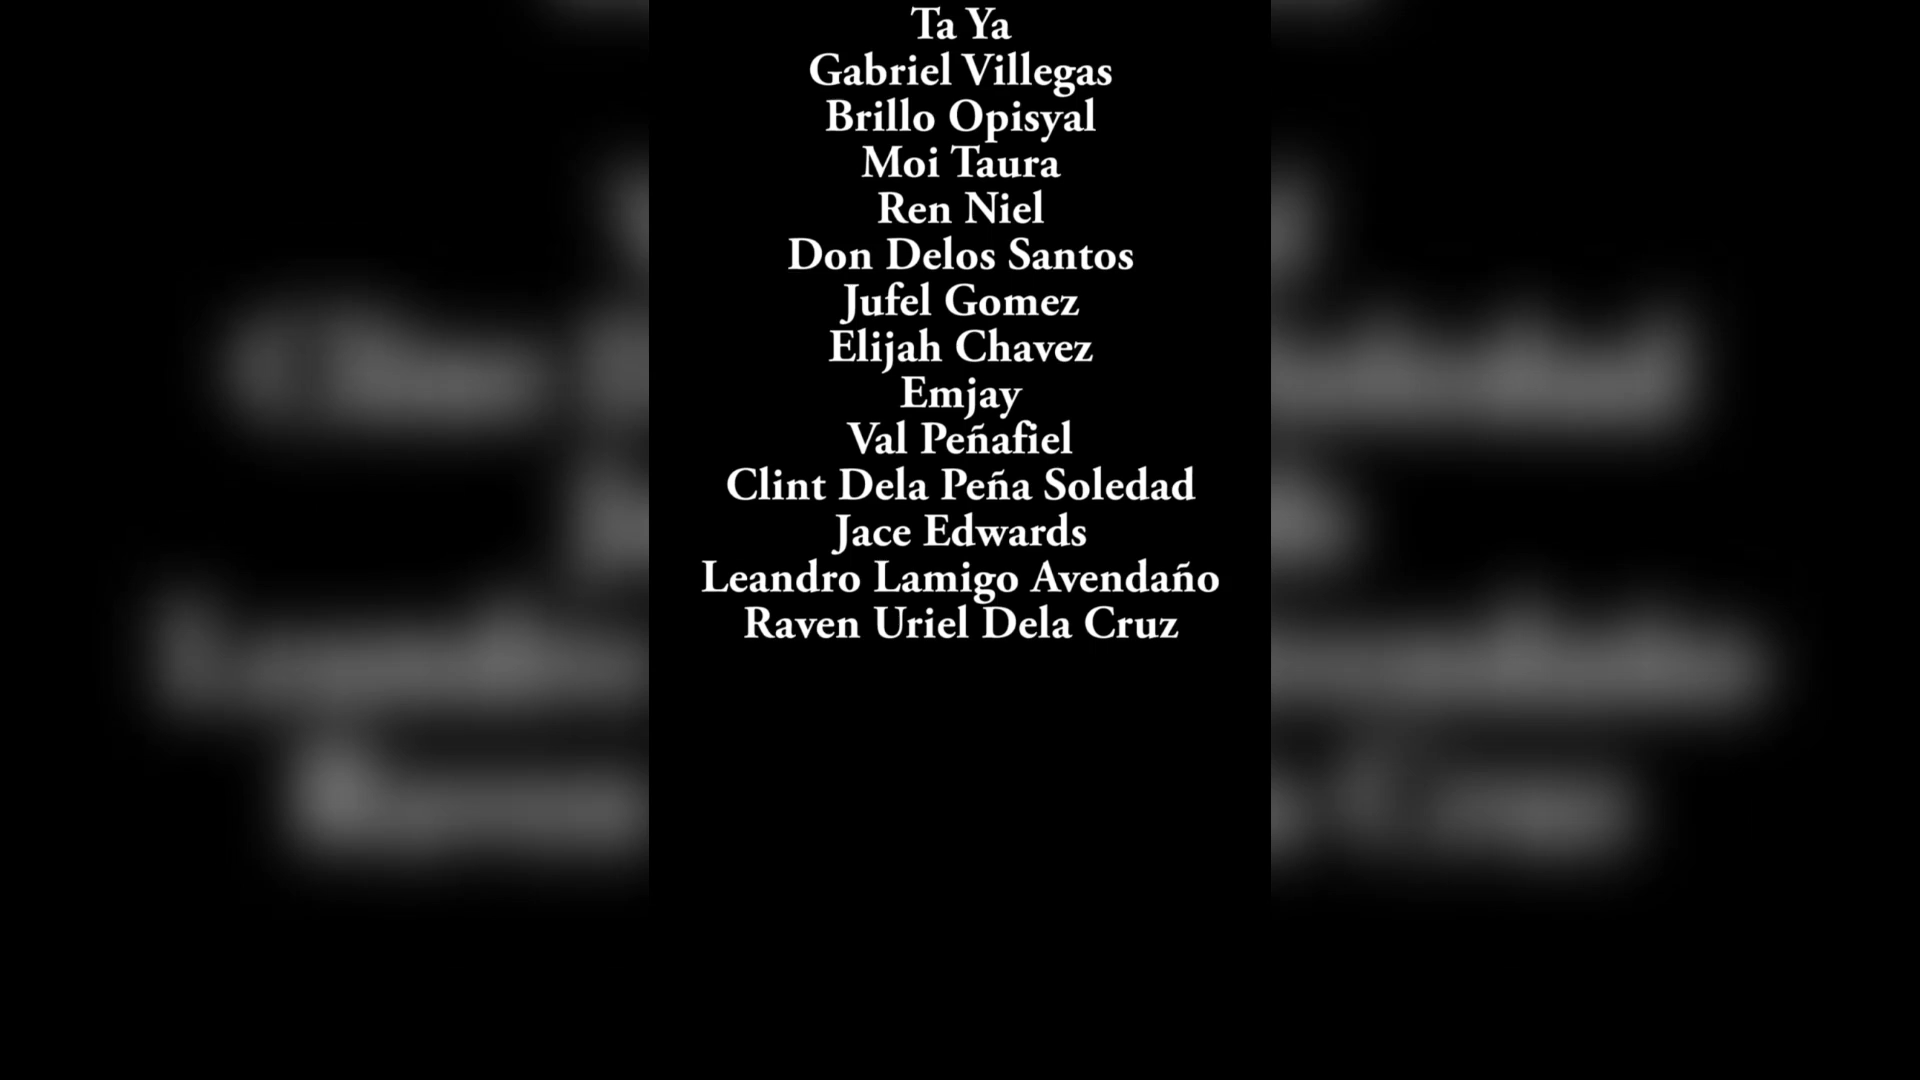 Ta Ya
Gabriel Villegas
Brillo Opisyal
Moi Taura
Ren Niel
Don Delos Santos
Jufel Gomez
Elijah Chavez
Emjay
Val Peñafiel
Clint Dela Peña Soledad
Jace Edwards
Leandro Lamigo Avendaño
Raven Uriel Dela Cruz